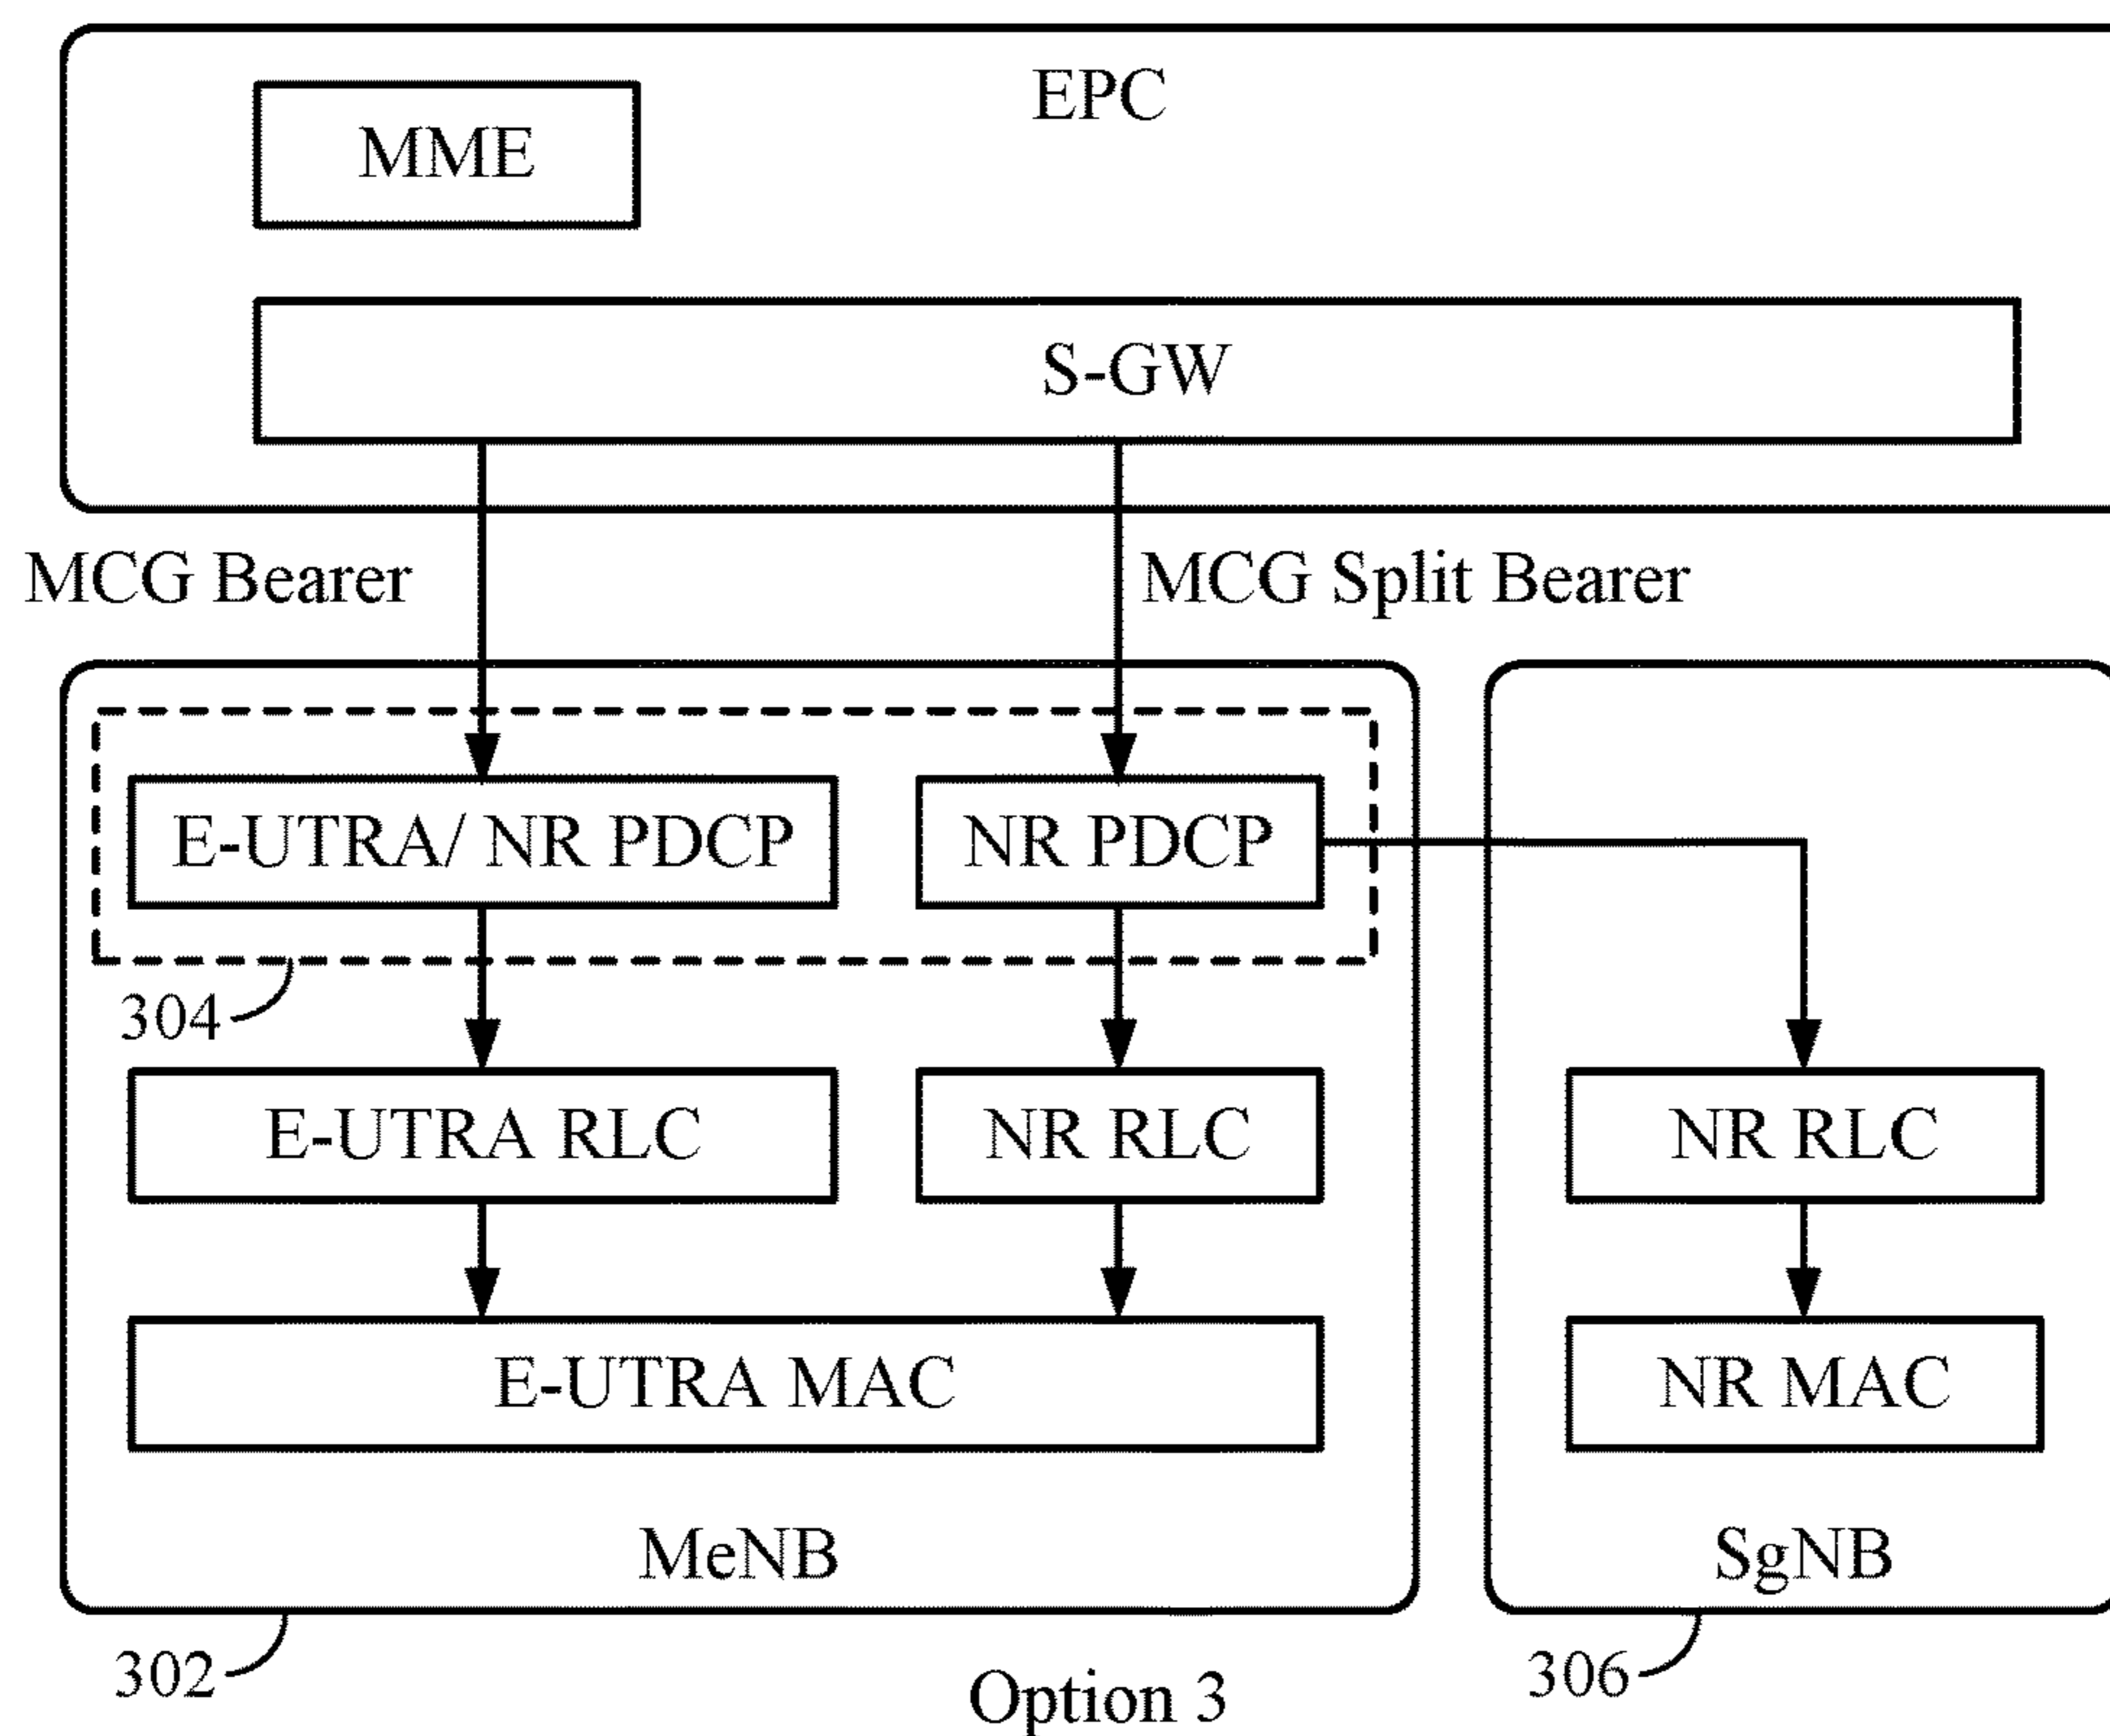 EPC
MME
S-GW
MCG Bearer
MCG Split Bearer
E-UTRA/ NR PDCP
NR PDCP
304
E-UTRA RLC
NR RLC
NR RLC
E-UTRA MAC
NR MAC
MeNB
SgNB
302
306
Option 3